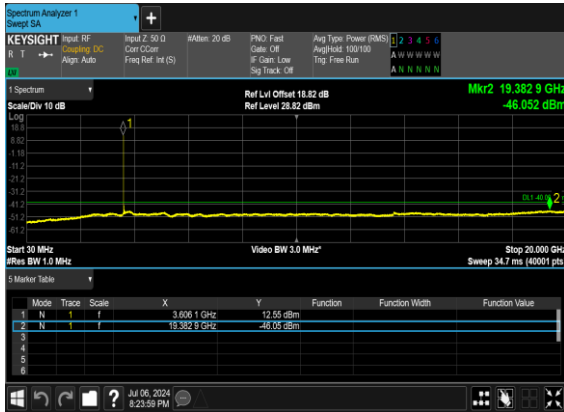 Spectrum Analyzer 1
Swept SA
+
KEYSIGHT Input: RF Input Z: 50 Ω #Atten: 20 dB PNO: Fast Avg Type: Power (RMS) 1 2 3 4 5 6
R T Coupling: DC Corr CCorr Gate: Off Avg|Hold: 100/100 A W W W W W
Align: Auto Freq Ref: Int (S) IF Gain: Low Trig: Free Run
LXI Sig Track: Off A N N N N N
1 Spectrum Ref Lvl Offset 18.82 dB Mkr2 19.382 9 GHz
Scale/Div 10 dB Ref Level 28.82 dBm -46.052 dBm
Log
18.8
1
8.82
-1.18
-11.2
-21.2
-31.2
DL1 -40.00
2
-41.2
-51.2
-61.2
Start 30 MHz Video BW 3.0 MHz* Stop 20.000 GHz
#Res BW 1.0 MHz Sweep 34.7 ms (40001 pts
5 Marker Table
Mode Trace Scale X Y Function Function Width Function Value
1 N 1 f 3.606 1 GHz 12.55 dBm
2 N 1 f 19.382 9 GHz -46.05 dBm
3
4
5
6
? Jul 06, 2024
8:23:59 PM